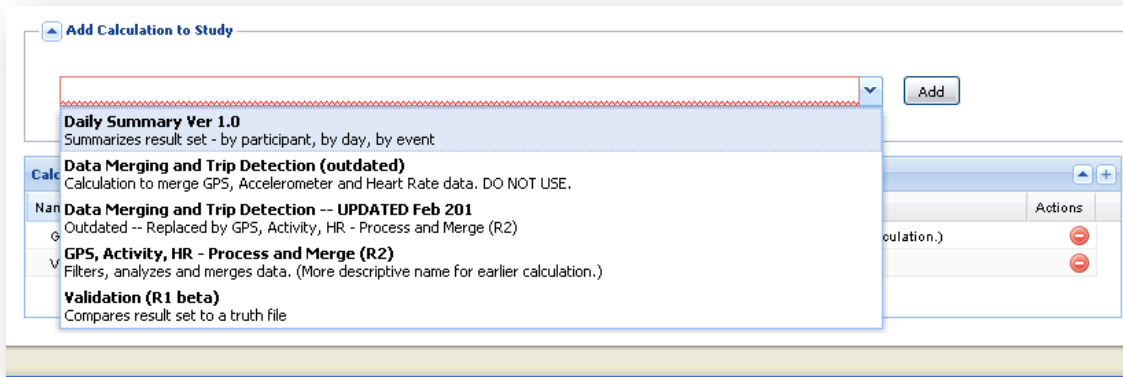 Add Calculation to Study
Add
Daily Summary Ver 1.0
Summarizes result set - by participant, by day, by event
Data Merging and Trip Detection (outdated)
Calculation to merge GPS, Accelerometer and Heart Rate data. DO NOT USE.
Data Merging and Trip Detection -- UPDATED Feb 201
Outdated -- Replaced by GPS, Activity, HR - Process and Merge (R2)
GPS, Activity, HR - Process and Merge (R2)
Filters, analyzes and merges data. (More descriptive name for earlier calculation.)
Validation (R1 beta)
Compares result set to a truth file
Actions
culation.)